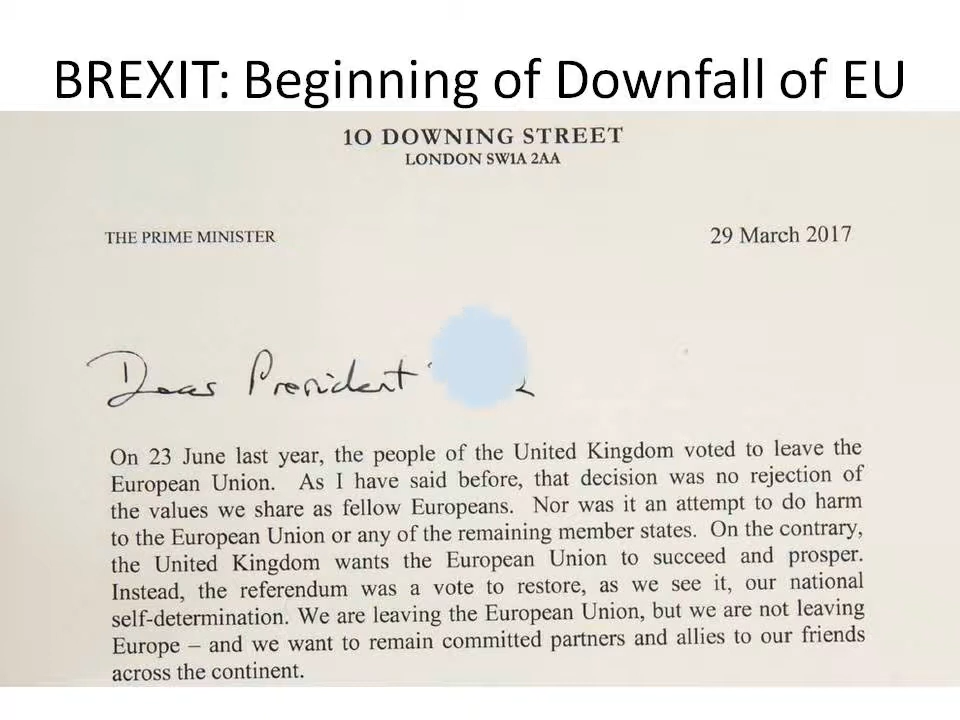 BREXIT: Beginning of Downfall of EU
10 DOWNING STREET
LONDON SW1A 2AA
THE PRIME MINISTER
29 March 2017
Dear President
On 23 June last year, the people of the United Kingdom voted to leave the
European Union. As I have said before, that decision was no rejection of
the values we share as fellow Europeans. Nor was it an attempt to do harm
to the European Union or any of the remaining member states. On the contrary,
the United Kingdom wants the European Union to succeed and prosper.
Instead, the referendum was a vote to restore, as we see it, our national
self-determination. We are leaving the European Union, but we are not leaving
Europe – and we want to remain committed partners and allies to our friends
across the continent.